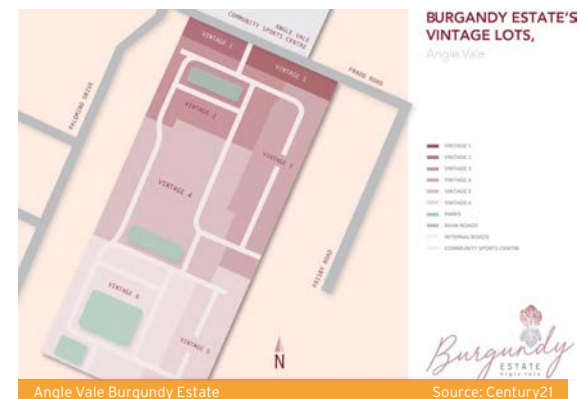 BURGANDY ESTATE'S
VINTAGE LOTS,
Angle Vale
ANGLE VALE
COMMUNITY SPORTS CENTRE
VINTAGE 1
VINTAGE 1
FRADD ROAD
PALOMINO DRIVE
VINTAGE 2
VINTAGE 3
VINTAGE 4
FRISBY ROAD
VINTAGE 6
VINTAGE 5
N
VINTAGE 1
VINTAGE 2
VINTAGE 3
VINTAGE 4
VINTAGE 5
VINTAGE 6
PARKS
MAIN ROADS
INTERNAL ROADS
COMMUNITY SPORTS CENTRE
Burgundy
ESTATE
Angle Vale
Angle Vale Burgundy Estate
Source: Century21